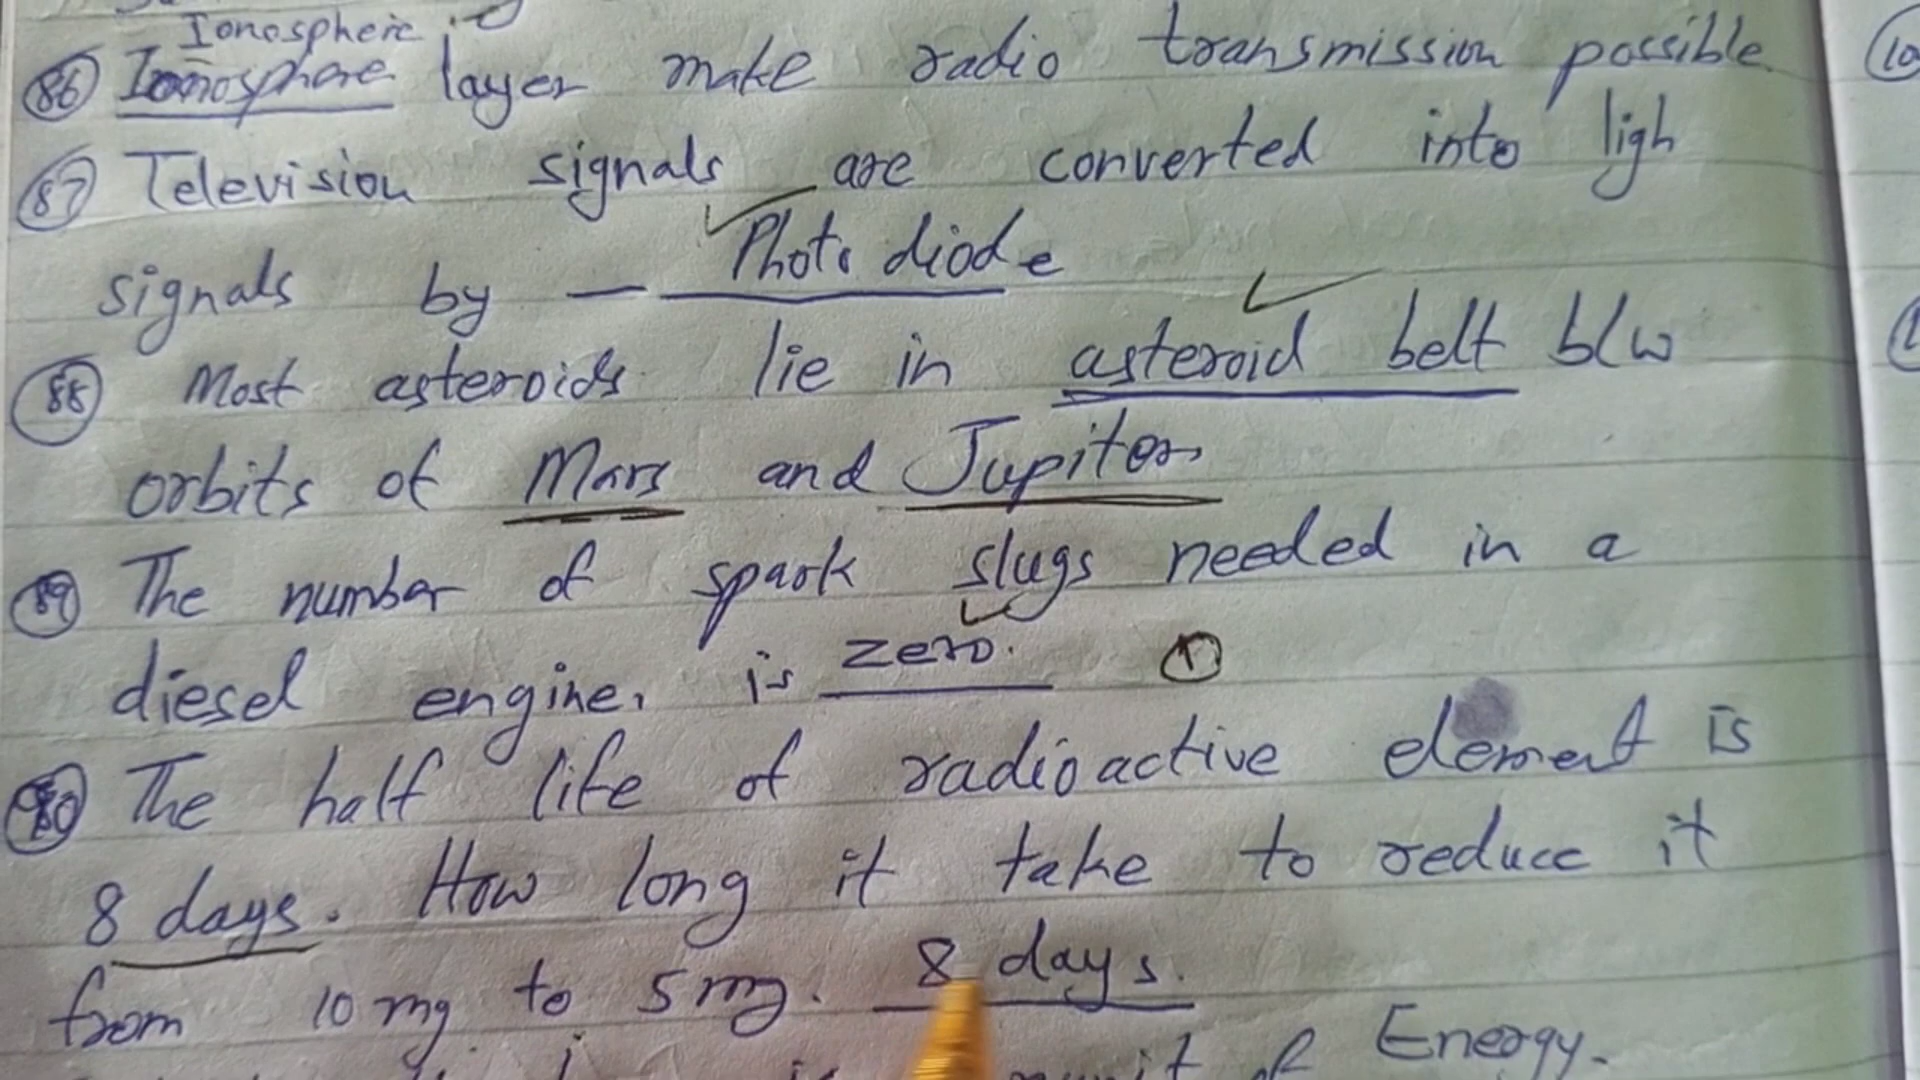 Ionospheric
(86) Ionosphere layer make radio transmission possible
(87) Television signals are converted into ligh
signals by — Photo diode
(88) Most asteroids lie in asteroid belt b/w
orbits of Mars and Jupiter
(89) The number of spark slugs needed in a
diesel engine, is zero.
(90) The half life of radioactive element is
8 days. How long it take to reduce it
from 10 mg to 5 mg. 8 days.
unit of Energy.